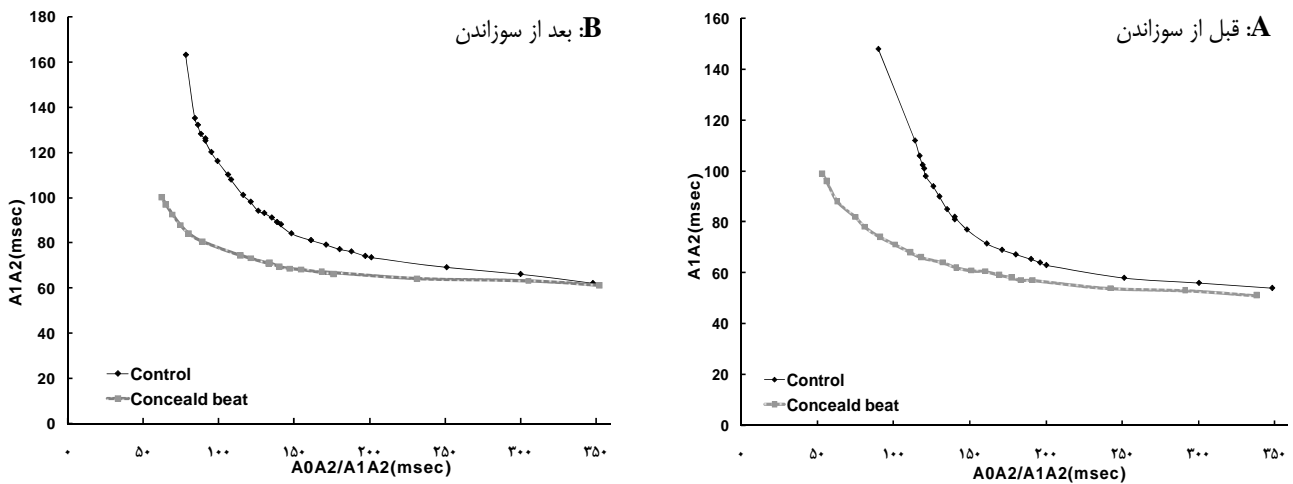 B: بعد از سوزاندن
180
160
140
120
100
80
60
40
20
0
A1A2(msec)
Control
Conceald beat
۰ ۵۰ ۱۰۰ ۱۵۰ ۲۰۰ ۲۵۰ ۳۰۰ ۳۵۰
A0A2/A1A2(msec)
A: قبل از سوزاندن
160
140
120
100
80
60
40
20
0
A1A2(msec)
Control
Conceald beat
۰ ۵۰ ۱۰۰ ۱۵۰ ۲۰۰ ۲۵۰ ۳۰۰ ۳۵۰
A0A2/A1A2(msec)